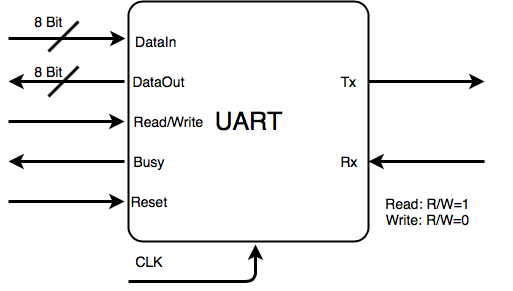 8 Bit
DataIn
8 Bit
DataOut
Tx
Read/Write
UART
Busy
Rx
Reset
Read: R/W=1
Write: R/W=0
CLK